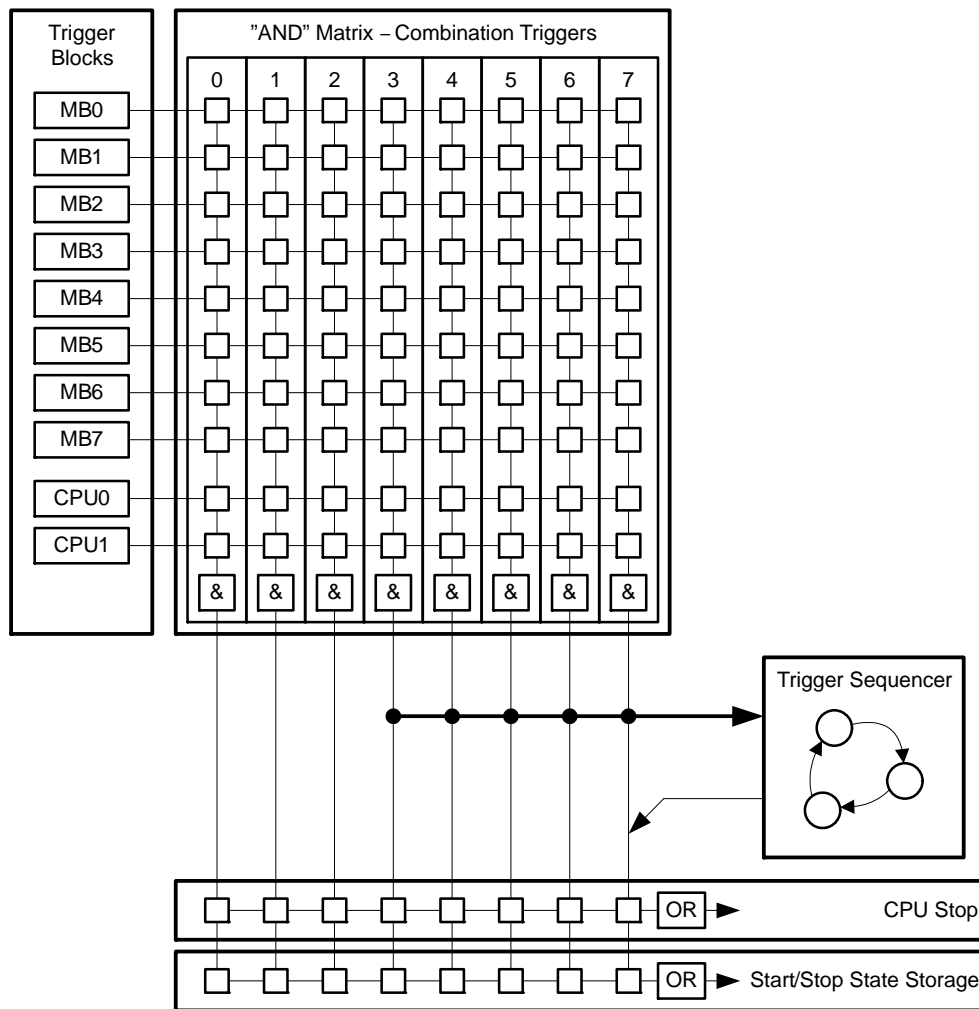 Trigger
Blocks
”AND” Matrix – Combination Triggers
0 1 2 3 4 5 6 7
MB0
MB1
MB2
MB3
MB4
MB5
MB6
MB7
CPU0
CPU1
& & & & & & & &
Trigger Sequencer
OR CPU Stop
OR Start/Stop State Storage